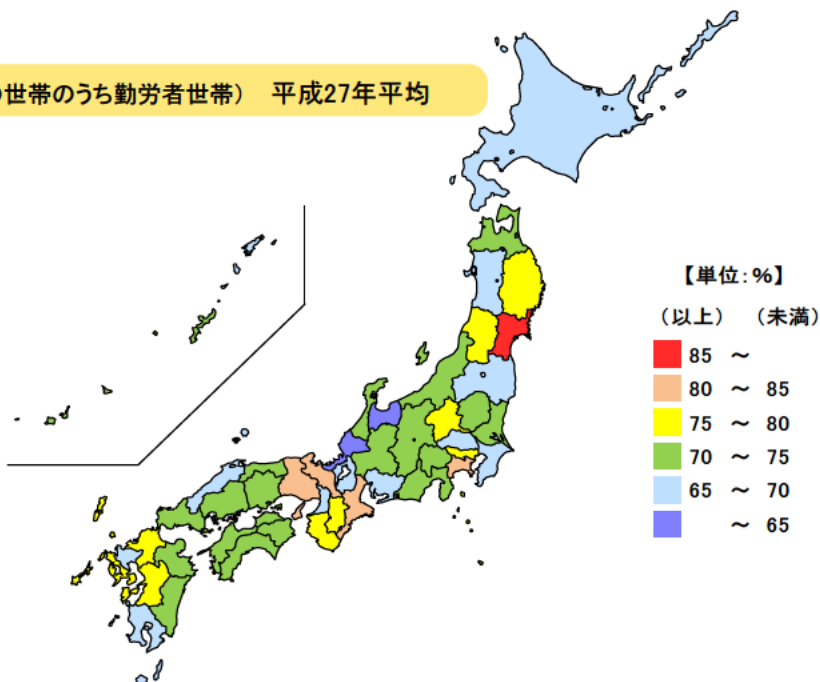 の世帯のうち勤労者世帯） 平成27年平均
【単位：％】
（以上） （未満）
85 ～
80 ～ 85
75 ～ 80
70 ～ 75
65 ～ 70
～ 65